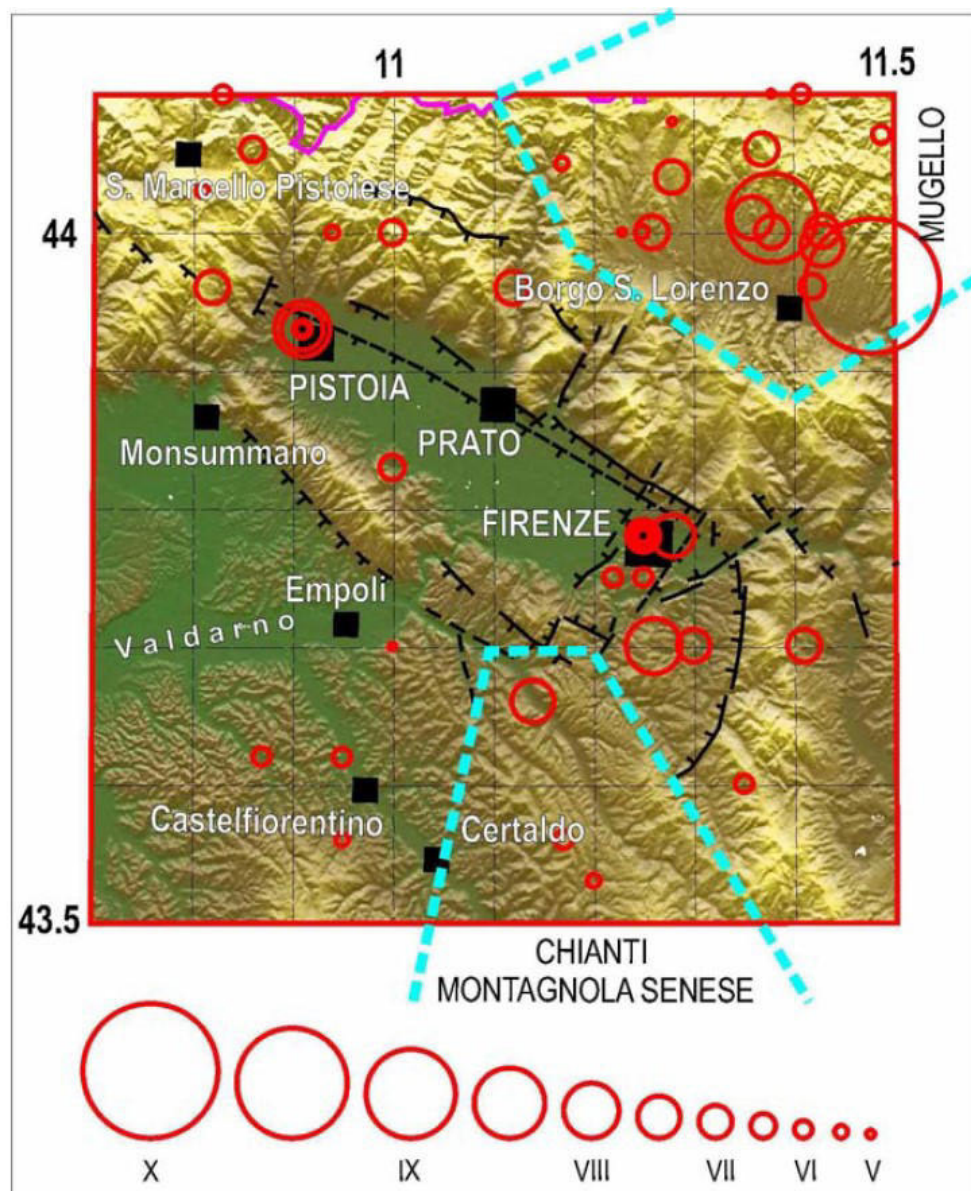 11
11.5
MUGELLO
S. Marcello Pistoiese
44
Borgo S. Lorenzo
PISTOIA
PRATO
Monsummano
FIRENZE
Empoli
Valdarno
Castelfiorentino
Certaldo
43.5
CHIANTI
MONTAGNOLA SENESE
X IX VIII VII VI V